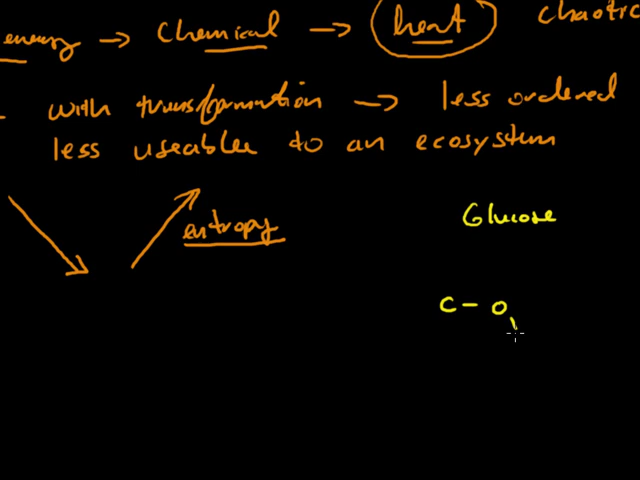 energy → chemical → heat chaotic
- with transformation → less ordered
less useable to an ecosystem
entropy
Glucose
C - O